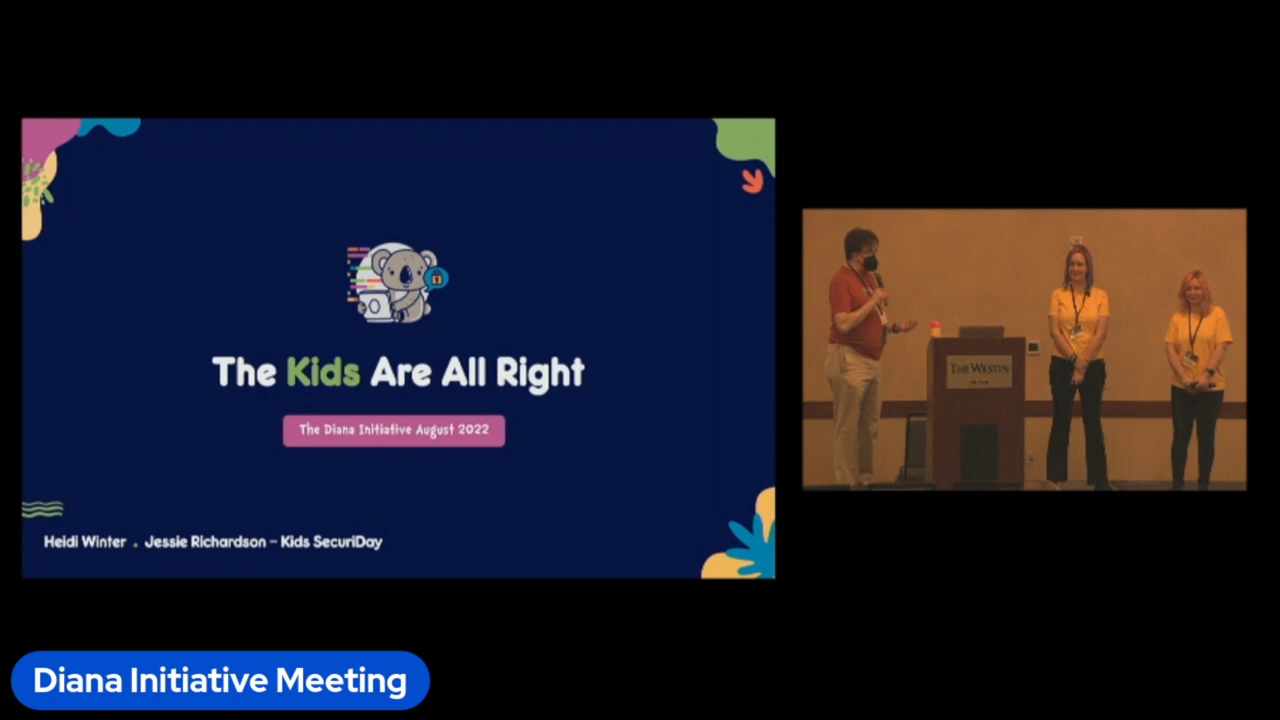 The Kids Are All Right
The Diana Initiative August 2022
Heidi Winter . Jessie Richardson - Kids SecuriDay
THE WESTIN
Diana Initiative Meeting